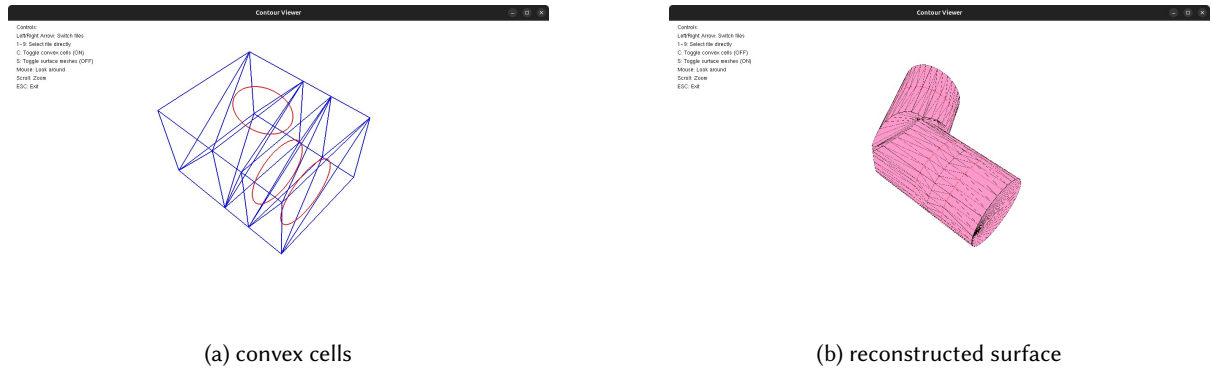 Contour Viewer
Controls:
Left/Right Arrow: Switch files
1-9: Select file directly
C: Toggle convex cells (ON)
S: Toggle surface meshes (OFF)
Mouse: Look around
Scroll: Zoom
ESC: Exit
(a) convex cells
Contour Viewer
Controls:
Left/Right Arrow: Switch files
1-9: Select file directly
C: Toggle convex cells (OFF)
S: Toggle surface meshes (ON)
Mouse: Look around
Scroll: Zoom
ESC: Exit
(b) reconstructed surface